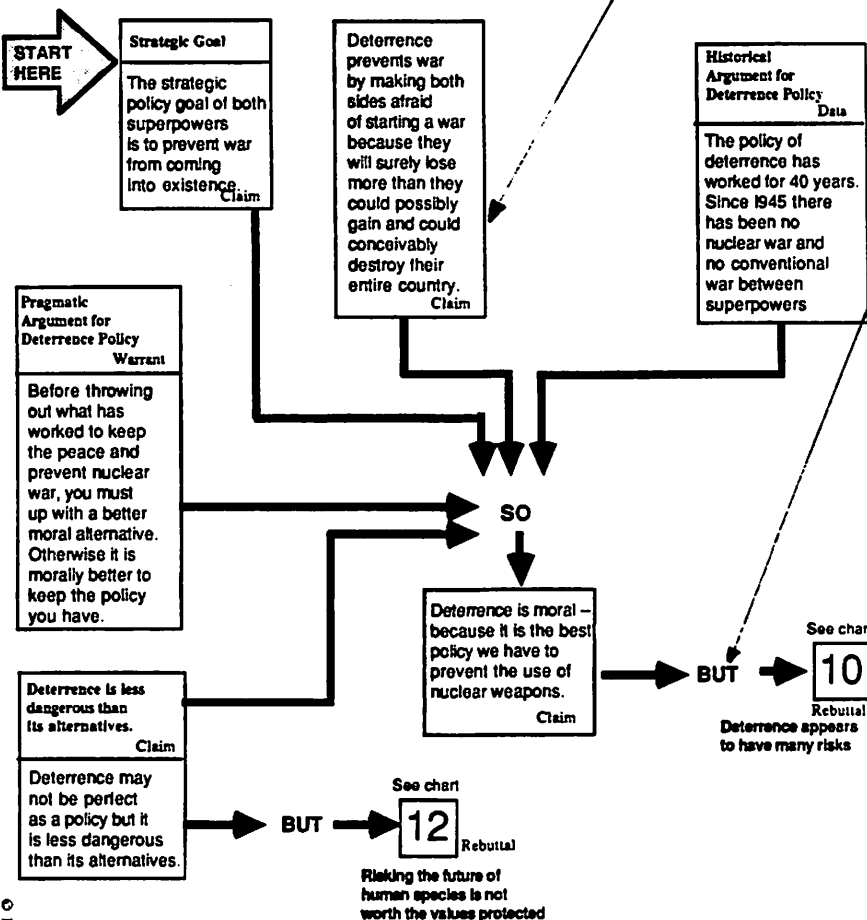 START
HERE
Strategic Goal
The strategic
policy goal of both
superpowers
is to prevent war
from coming
into existence.
Claim
Deterrence
prevents war
by making both
sides afraid
of starting a war
because they
will surely lose
more than they
could possibly
gain and could
conceivably
destroy their
entire country.
Claim
Historical
Argument for
Deterrence Policy
Data
The policy of
deterrence has
worked for 40 years.
Since 1945 there
has been no
nuclear war and
no conventional
war between
superpowers
Pragmatic
Argument for
Deterrence Policy
Warrant
Before throwing
out what has
worked to keep
the peace and
prevent nuclear
war, you must
up with a better
moral alternative.
Otherwise it is
morally better to
keep the policy
you have.
SO
Deterrence is moral –
because it is the best
policy we have to
prevent the use of
nuclear weapons.
Claim
BUT
See chart
10
Rebuttal
Deterrence appears
to have many risks
Deterrence is less
dangerous than
its alternatives.
Claim
Deterrence may
not be perfect
as a policy but it
is less dangerous
than its alternatives.
BUT
See chart
12
Rebuttal
Risking the future of
human species is not
worth the values protected
©